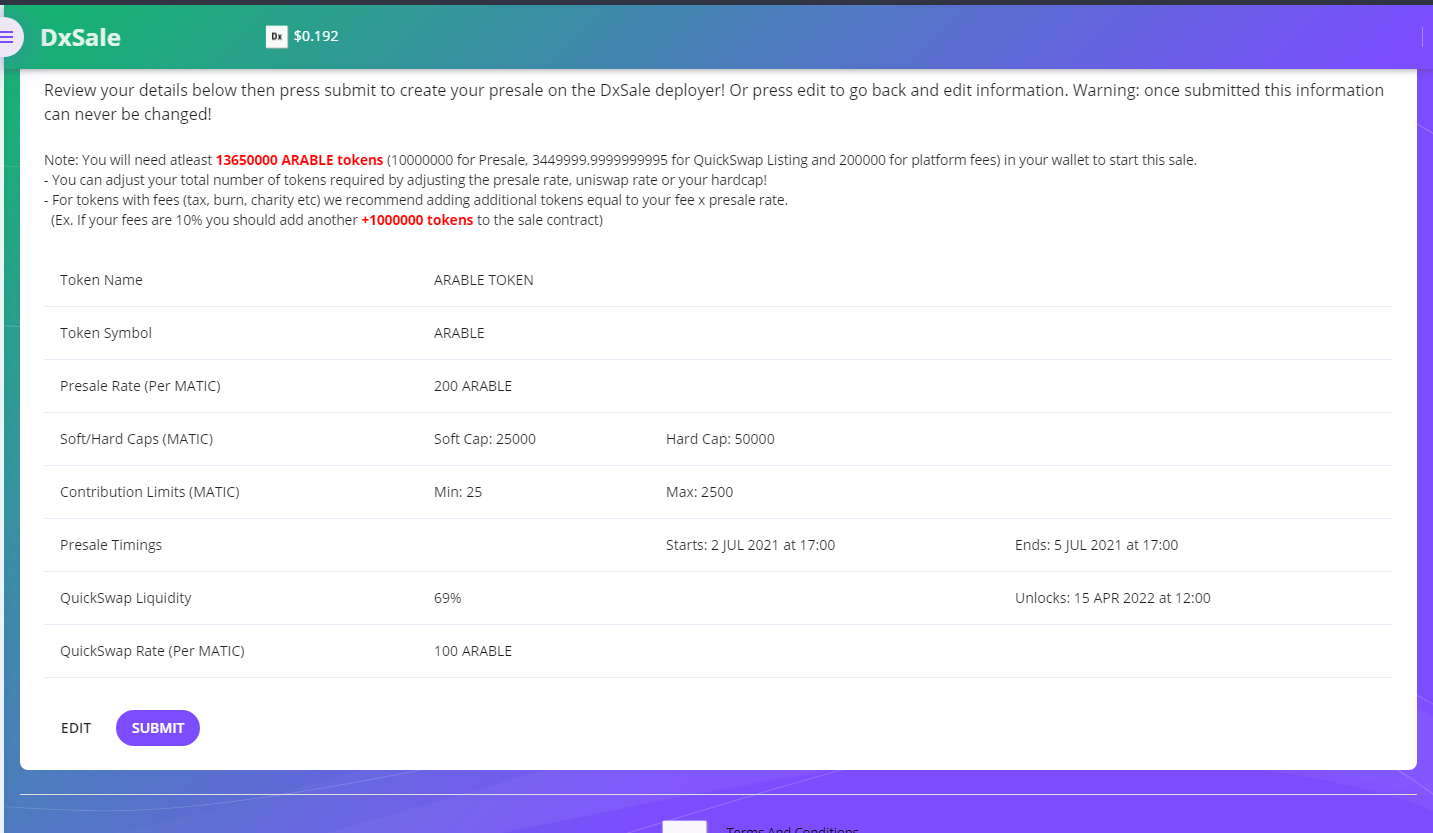 DxSale
Dx $0.192
Review your details below then press submit to create your presale on the DxSale deployer! Or press edit to go back and edit information. Warning: once submitted this information
can never be changed!
Note: You will need atleast 13650000 ARABLE tokens (10000000 for Presale, 3449999.9999999995 for QuickSwap Listing and 200000 for platform fees) in your wallet to start this sale.
- You can adjust your total number of tokens required by adjusting the presale rate, uniswap rate or your hardcap!
- For tokens with fees (tax, burn, charity etc) we recommend adding additional tokens equal to your fee x presale rate.
(Ex. If your fees are 10% you should add another +1000000 tokens to the sale contract)
Token Name ARABLE TOKEN
Token Symbol ARABLE
Presale Rate (Per MATIC) 200 ARABLE
Soft/Hard Caps (MATIC) Soft Cap: 25000 Hard Cap: 50000
Contribution Limits (MATIC) Min: 25 Max: 2500
Presale Timings Starts: 2 JUL 2021 at 17:00 Ends: 5 JUL 2021 at 17:00
QuickSwap Liquidity 69% Unlocks: 15 APR 2022 at 12:00
QuickSwap Rate (Per MATIC) 100 ARABLE
EDIT SUBMIT
Terms And Conditions